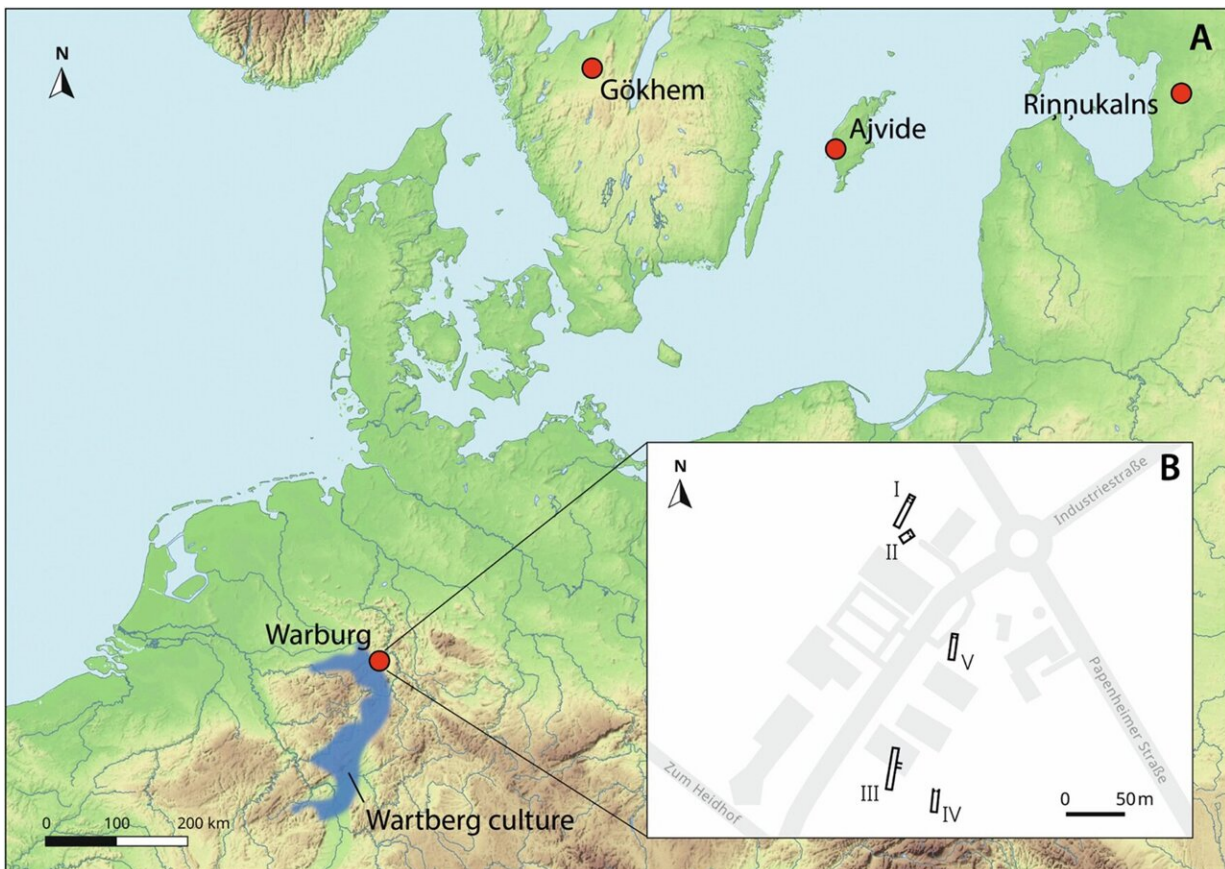 A
N
Gökhem
Ajvide
Riņņukalns
Warburg
Wartberg culture
0 100 200 km
B
N
I
II
III
IV
V
Industriestraße
Papenheimer Straße
Zum Heidhof
0 50 m